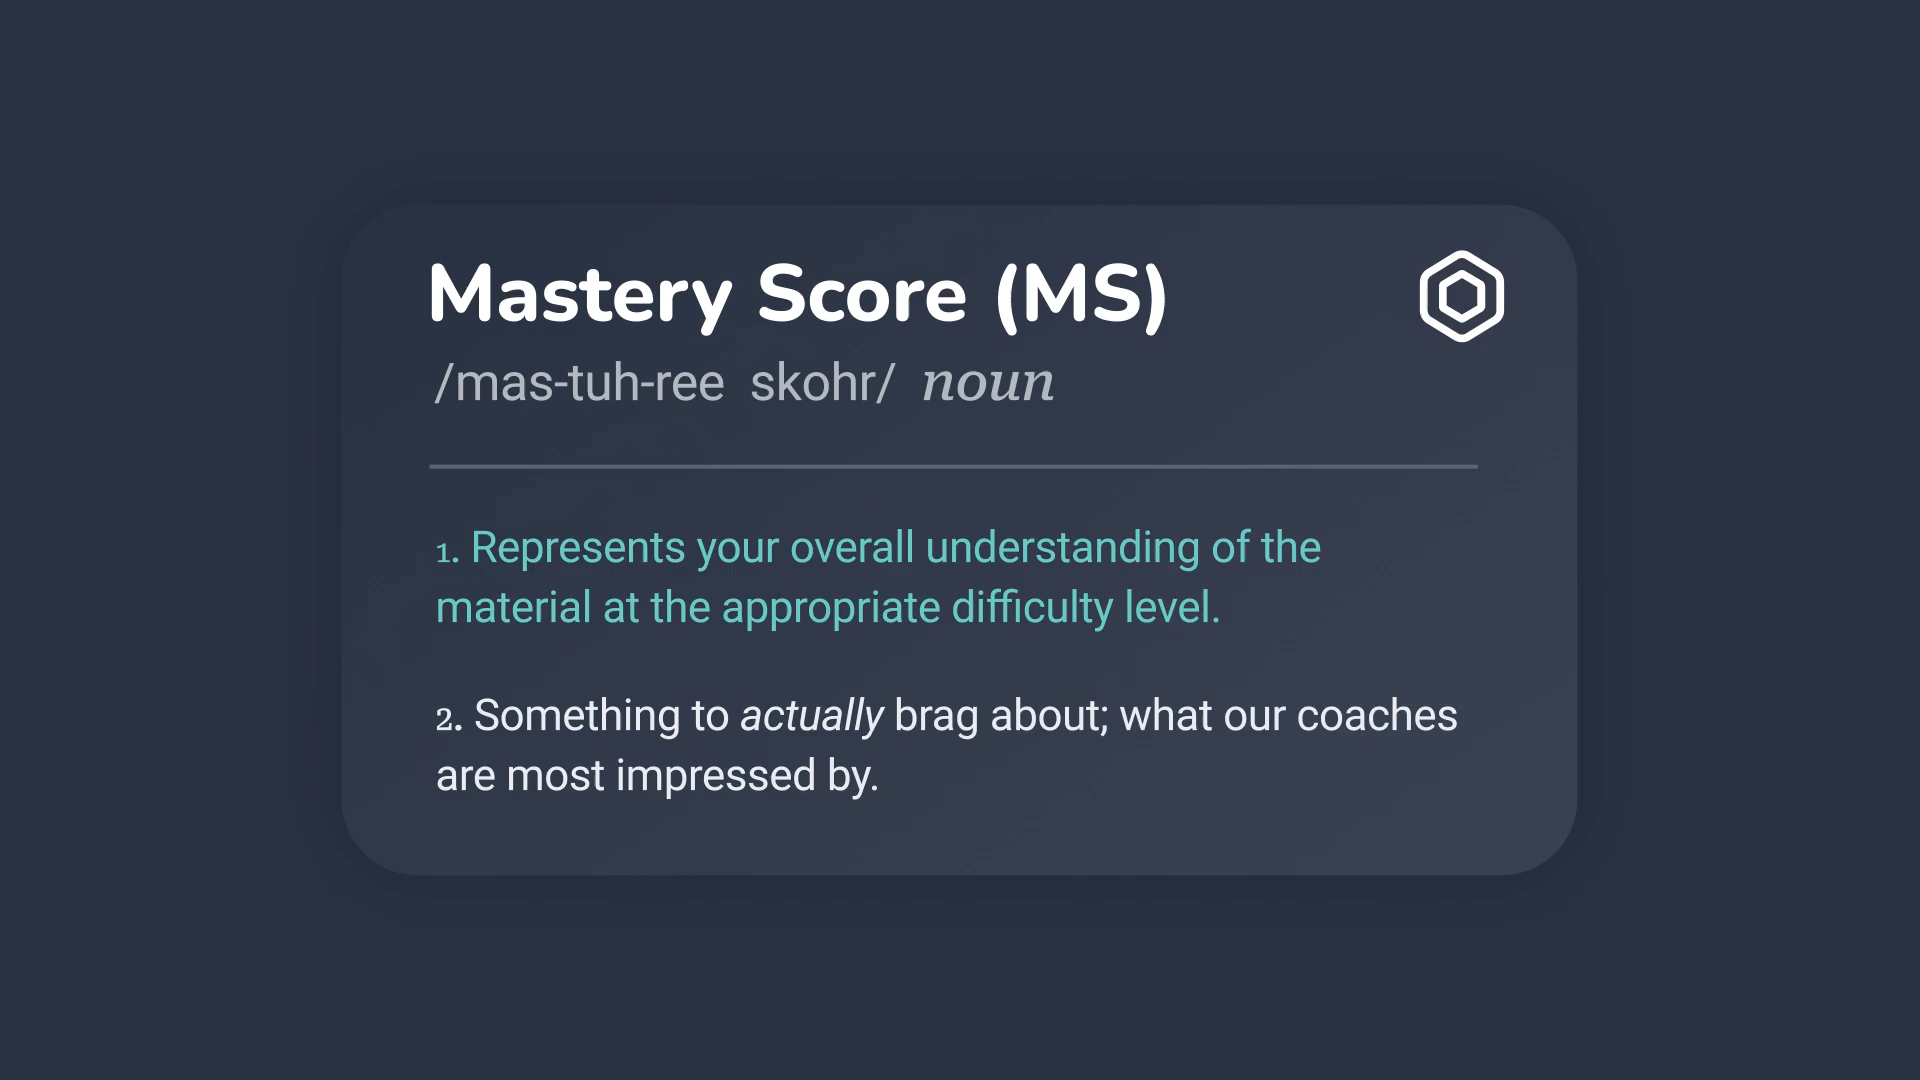 Mastery Score (MS)
/mas-tuh-ree skohr/ noun
1. Represents your overall understanding of the
material at the appropriate difficulty level.
2. Something to actually brag about; what our coaches
are most impressed by.